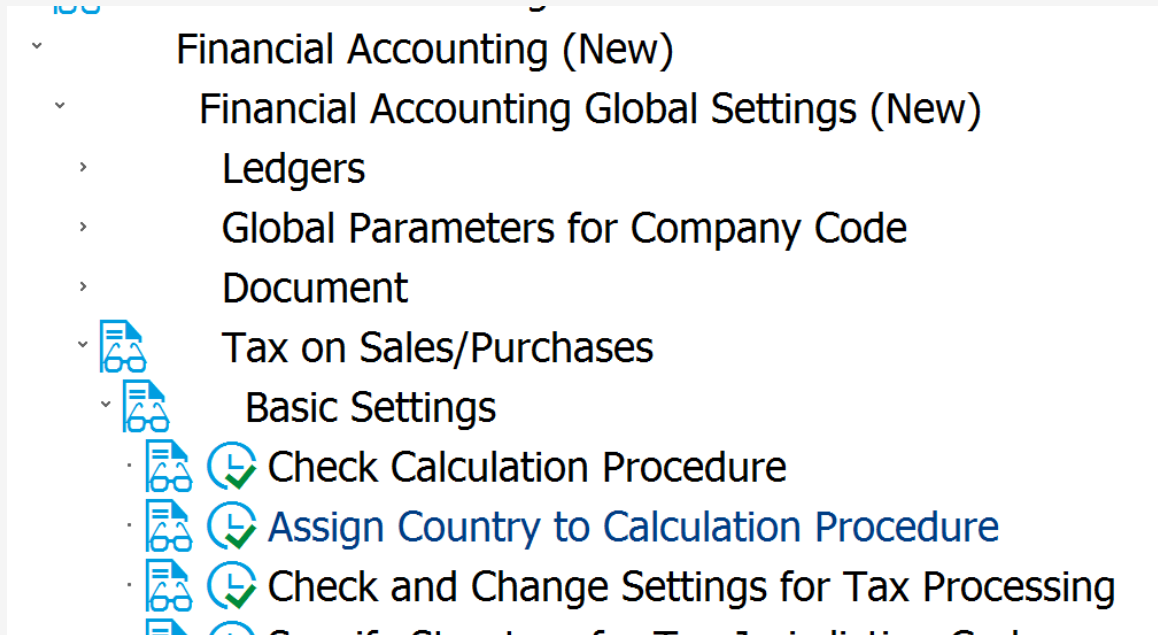 Financial Accounting (New)
Financial Accounting Global Settings (New)
Ledgers
Global Parameters for Company Code
Document
Tax on Sales/Purchases
Basic Settings
Check Calculation Procedure
Assign Country to Calculation Procedure
Check and Change Settings for Tax Processing